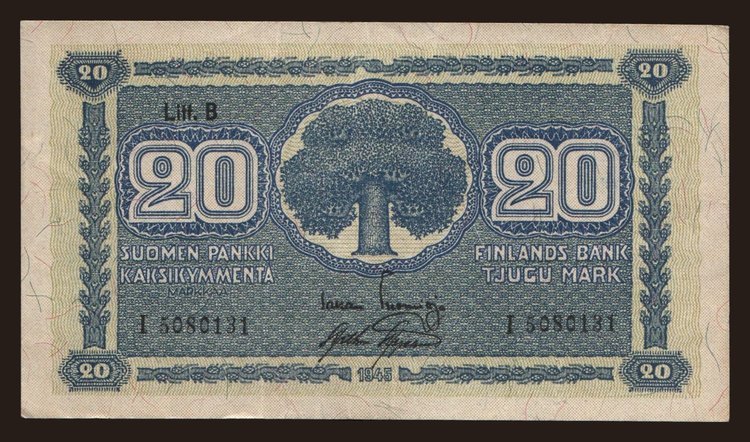 20
20
Litt. B
20
20
SUOMEN PANKKI
KAKSIKYMMENTA
MARKKAA
FINLANDS BANK
TJUGU MARK
I 5080131
I 5080131
20
1945
20